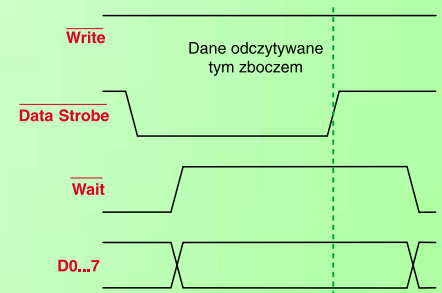 Write
Dane odczytywane
tym zboczem
Data Strobe
Wait
D0...7